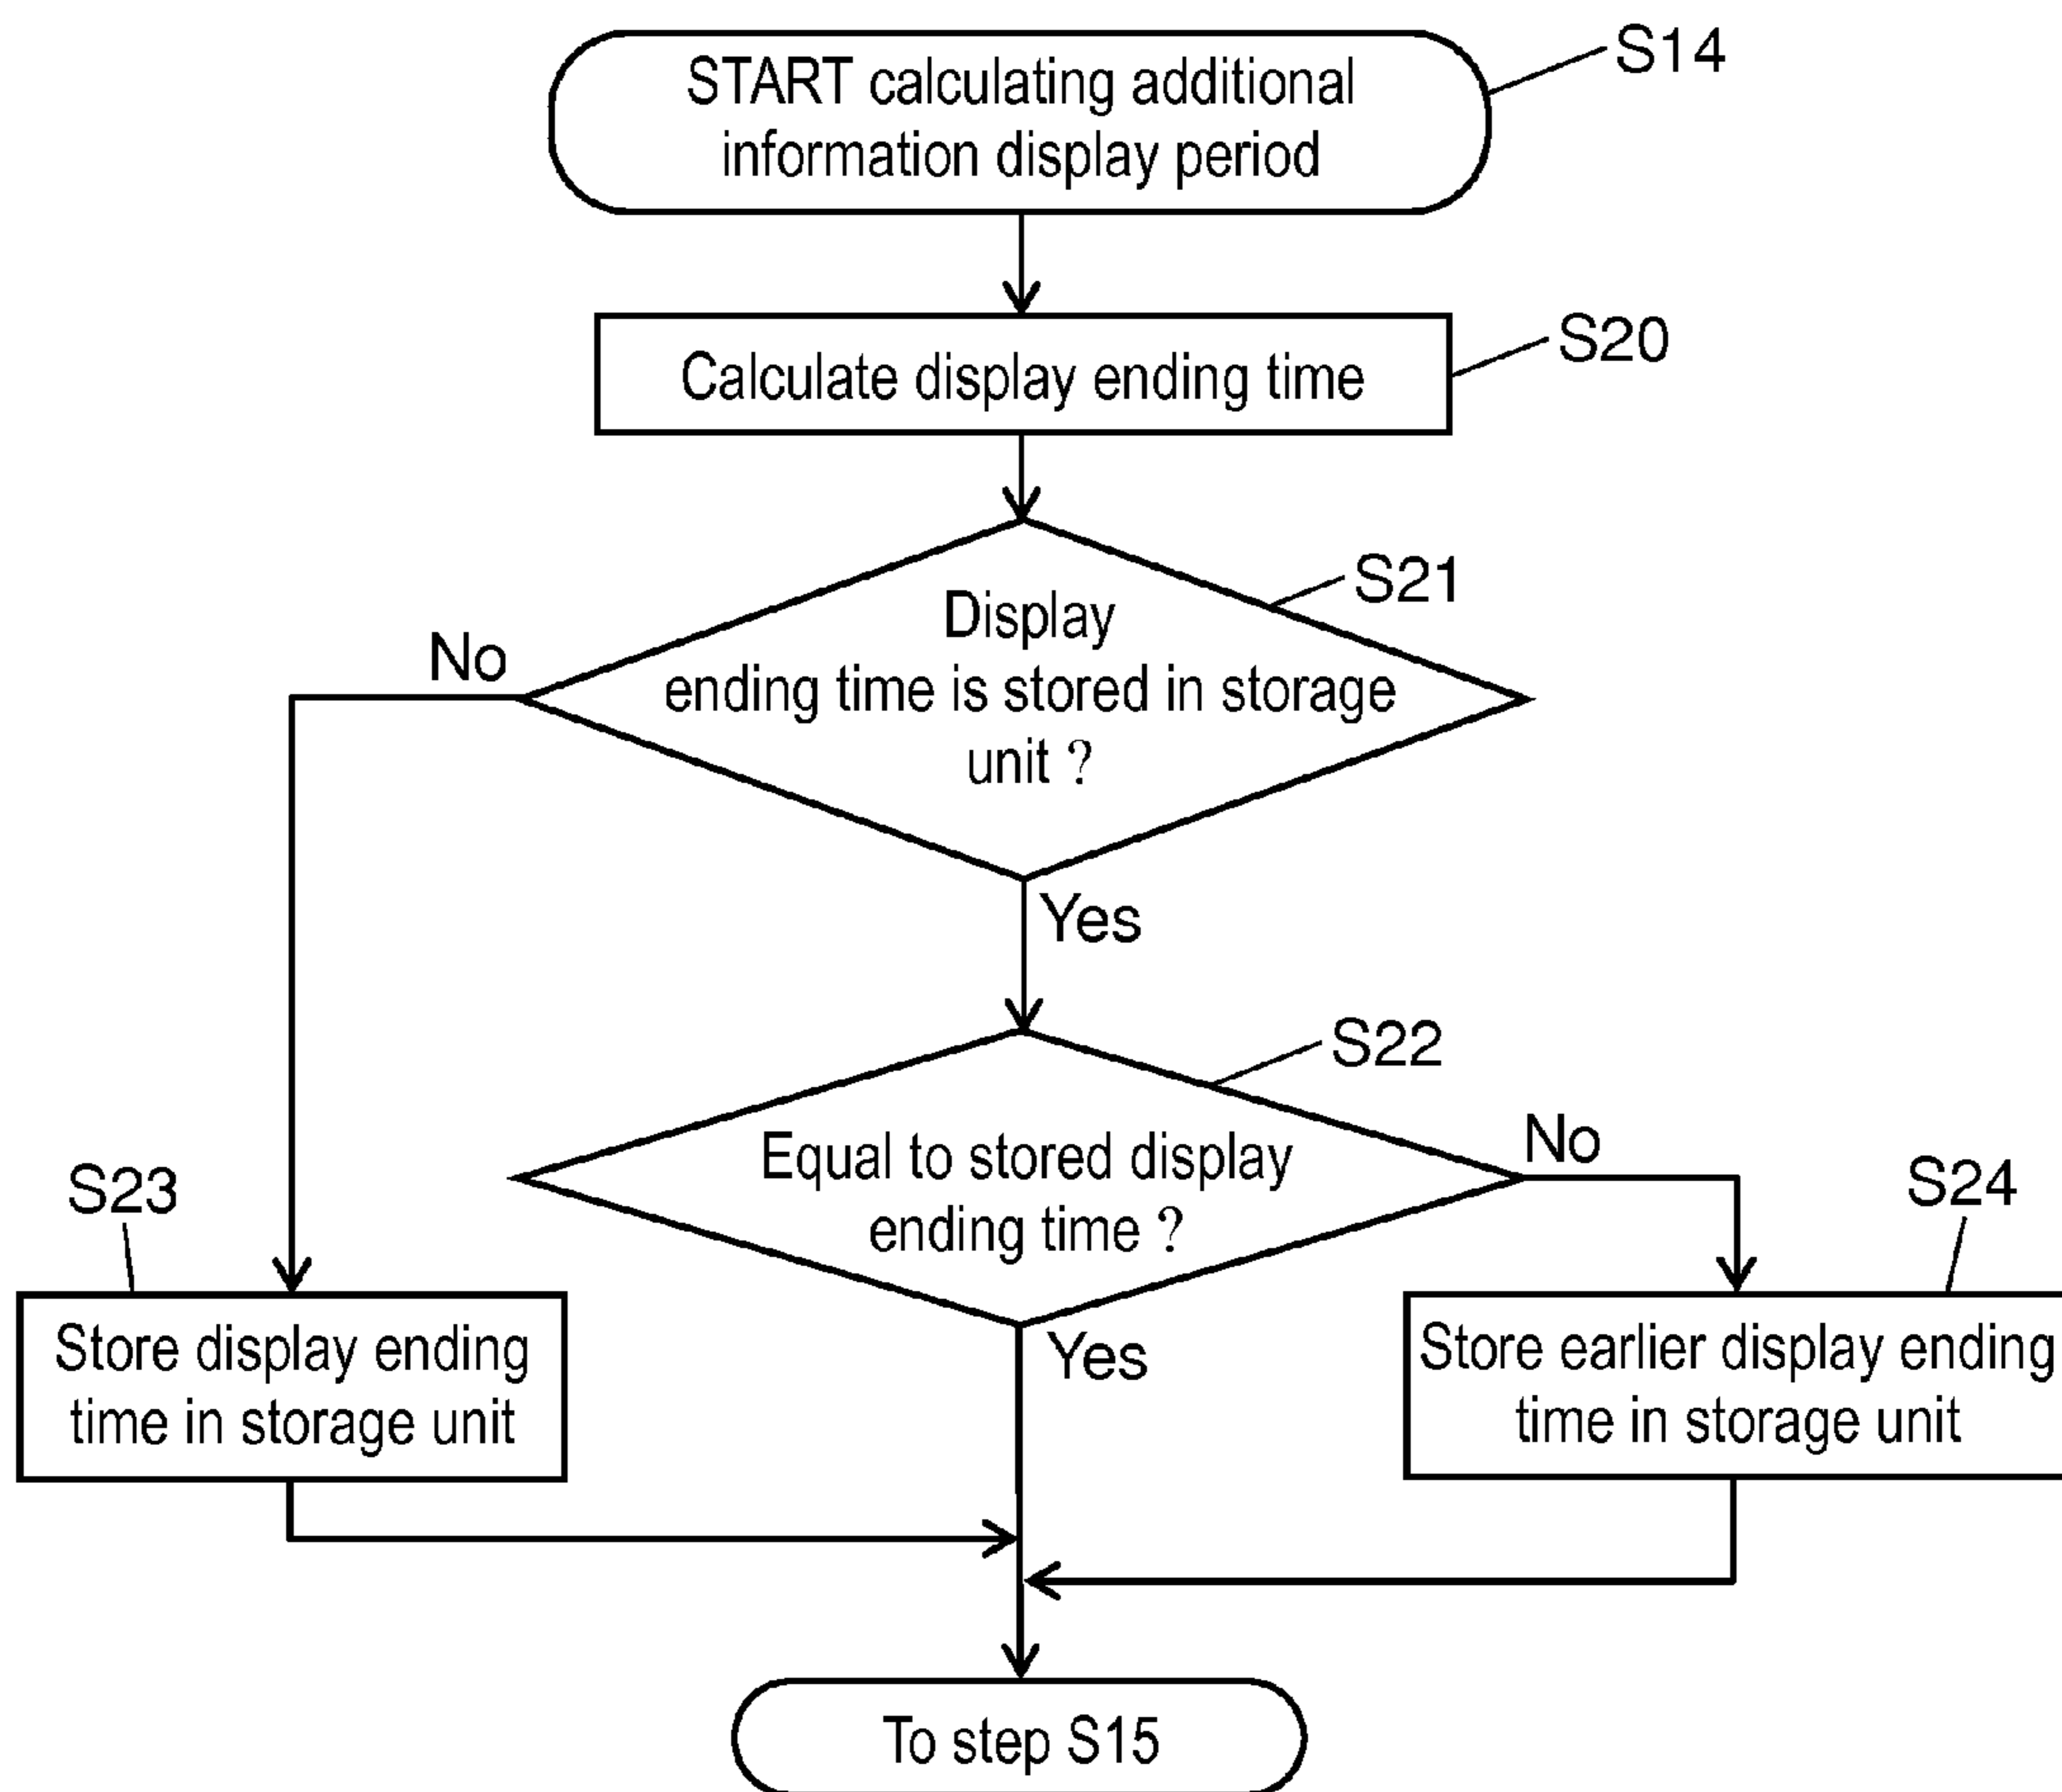 START calculating additional
information display period
S14
Calculate display ending time
S20
S21
Display
ending time is stored in storage
unit ?
No
Yes
S22
Equal to stored display
ending time ?
No
S23
S24
Store display ending
time in storage unit
Yes
Store earlier display ending
time in storage unit
To step S15